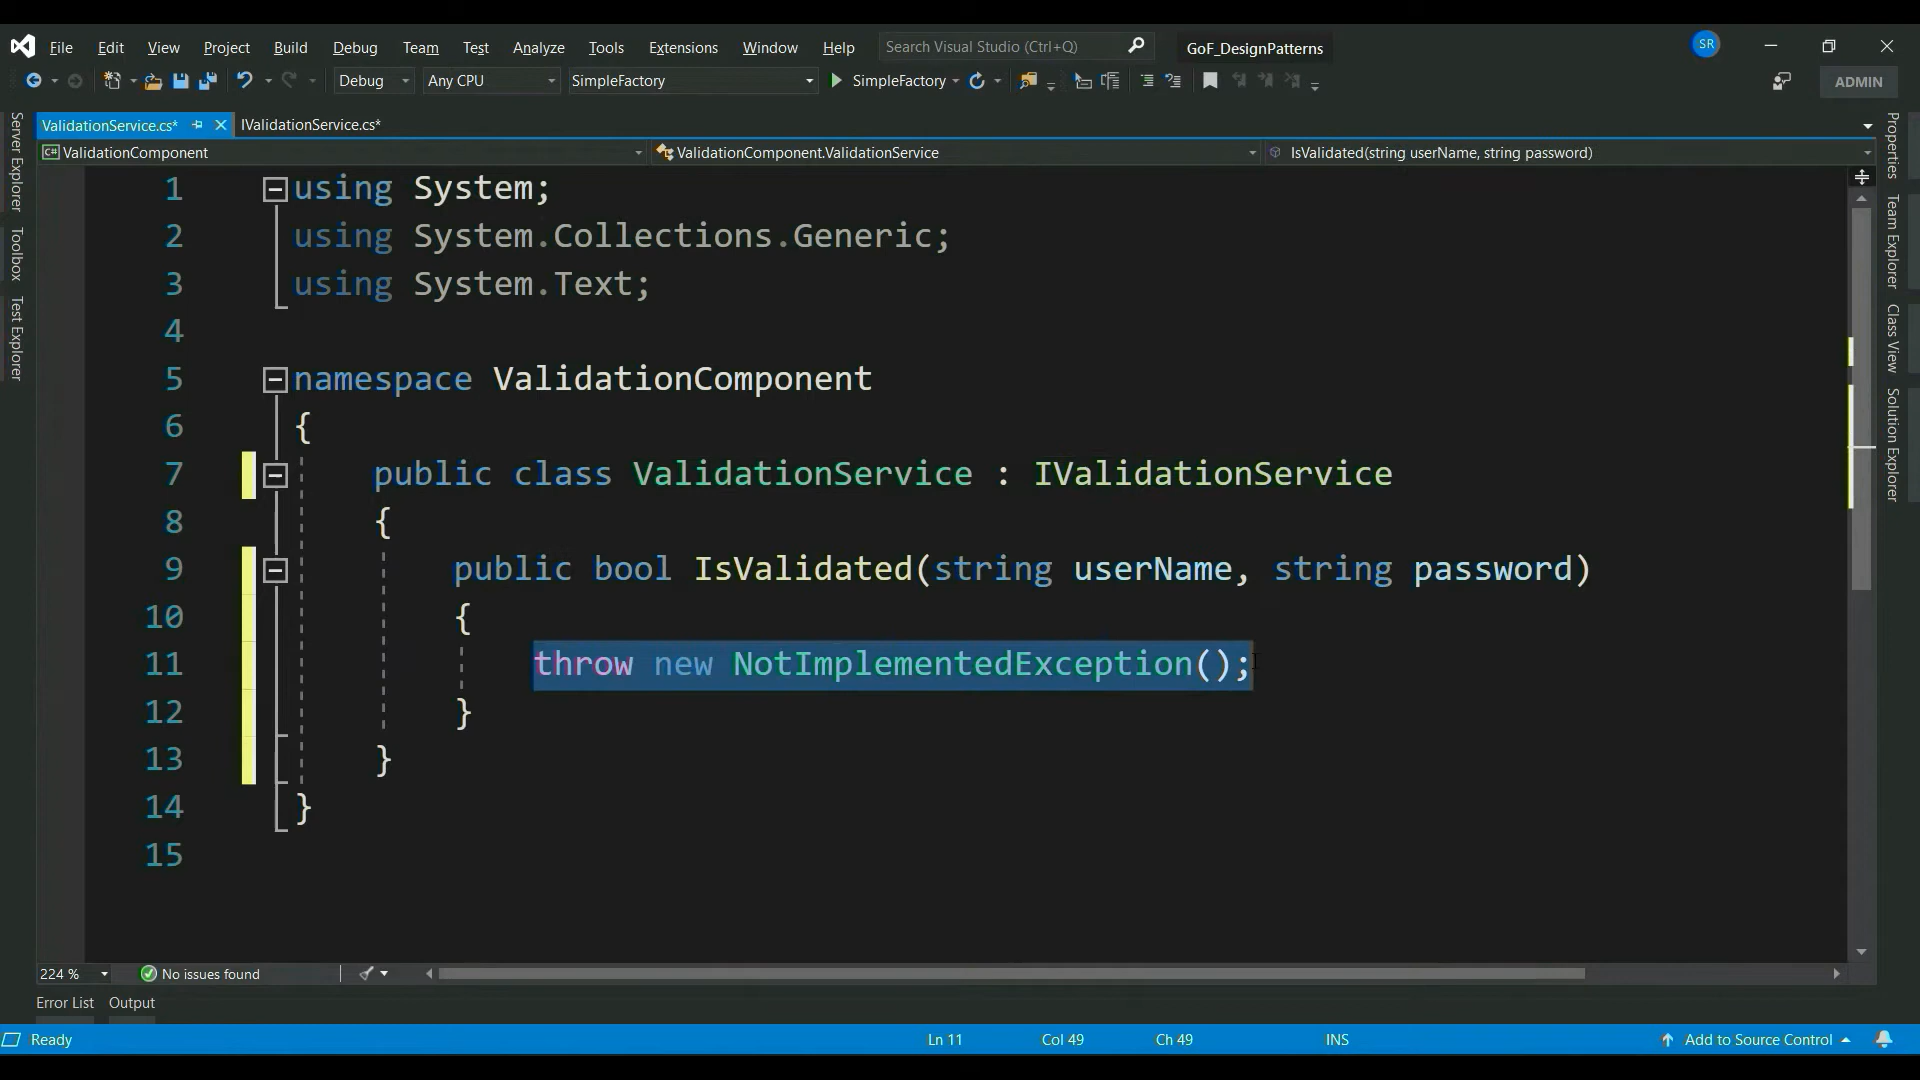 File Edit View Project Build Debug Team Test Analyze Tools Extensions Window Help Search Visual Studio (Ctrl+Q) GoF_DesignPatterns SR
Debug Any CPU SimpleFactory SimpleFactory ADMIN
ValidationService.cs* IValidationService.cs*
C# ValidationComponent ValidationComponent.ValidationService IsValidated(string userName, string password)
Server Explorer
Toolbox
Test Explorer
1 using System;
2 using System.Collections.Generic;
3 using System.Text;
4
5 namespace ValidationComponent
6 {
7 public class ValidationService : IValidationService
8 {
9 public bool IsValidated(string userName, string password)
10 {
11 throw new NotImplementedException();
12 }
13 }
14 }
15
Properties
Team Explorer
Class View
Solution Explorer
224 % No issues found
Error List Output
Ready Ln 11 Col 49 Ch 49 INS Add to Source Control